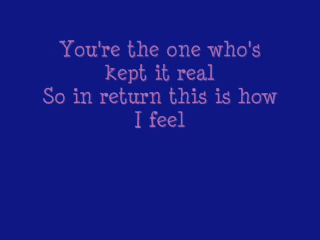 You're the one who's
kept it real
So in return this is how
I feel